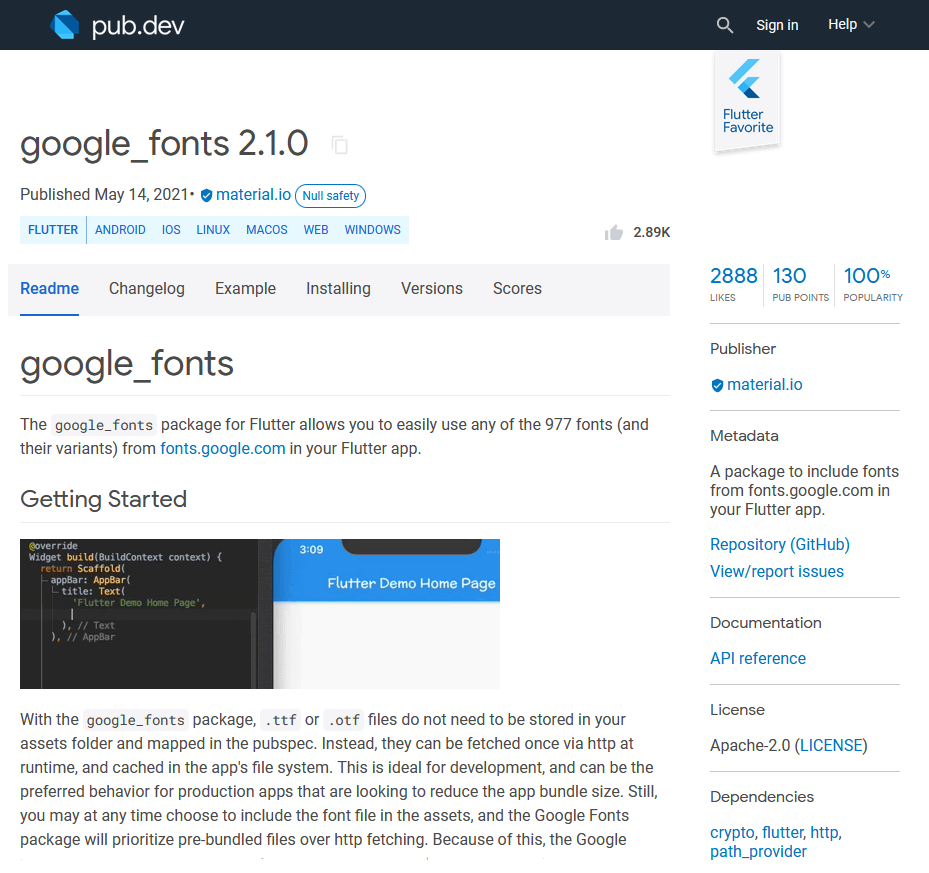 pub.dev
Sign in
Help
Flutter
Favorite
google_fonts 2.1.0
Published May 14, 2021• material.io Null safety
FLUTTER ANDROID IOS LINUX MACOS WEB WINDOWS
2.89K
Readme Changelog Example Installing Versions Scores
google_fonts
The google_fonts package for Flutter allows you to easily use any of the 977 fonts (and
their variants) from fonts.google.com in your Flutter app.
Getting Started
@override
Widget build(BuildContext context) {
return Scaffold(
appBar: AppBar(
title: Text(
'Flutter Demo Home Page',
), // Text
), // AppBar
3:09
Flutter Demo Home Page
With the google_fonts package, .ttf or .otf files do not need to be stored in your
assets folder and mapped in the pubspec. Instead, they can be fetched once via http at
runtime, and cached in the app's file system. This is ideal for development, and can be the
preferred behavior for production apps that are looking to reduce the app bundle size. Still,
you may at any time choose to include the font file in the assets, and the Google Fonts
package will prioritize pre-bundled files over http fetching. Because of this, the Google
2888 130 100%
LIKES PUB POINTS POPULARITY
Publisher
material.io
Metadata
A package to include fonts
from fonts.google.com in
your Flutter app.
Repository (GitHub)
View/report issues
Documentation
API reference
License
Apache-2.0 (LICENSE)
Dependencies
crypto, flutter, http,
path_provider